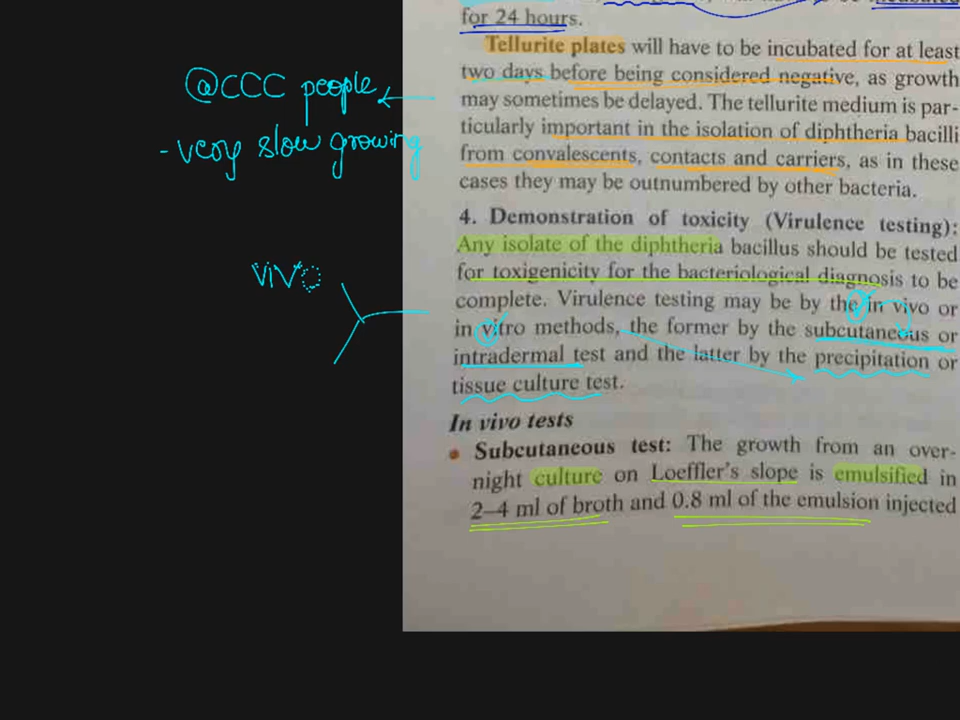 for 24 hours.
Tellurite plates will have to be incubated for at least
two days before being considered negative, as growth
may sometimes be delayed. The tellurite medium is par-
ticularly important in the isolation of diphtheria bacilli
from convalescents, contacts and carriers, as in these
cases they may be outnumbered by other bacteria.
4. Demonstration of toxicity (Virulence testing):
Any isolate of the diphtheria bacillus should be tested
for toxigenicity for the bacteriological diagnosis to be
complete. Virulence testing may be by the in vivo or
in vitro methods, the former by the subcutaneous or
intradermal test and the latter by the precipitation or
tissue culture test.
In vivo tests
• Subcutaneous test: The growth from an over-
night culture on Loeffler's slope is emulsified in
2–4 ml of broth and 0.8 ml of the emulsion injected
@CCC people
- very slow growing
VIVO